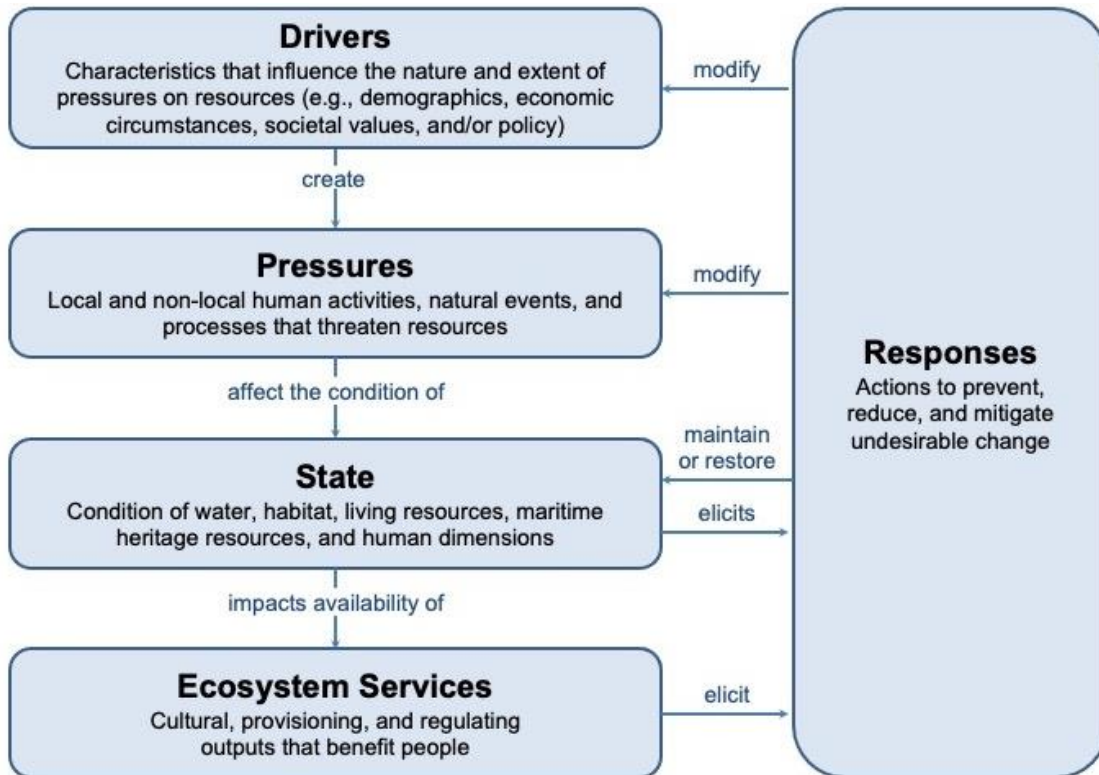 Drivers
Characteristics that influence the nature and extent of
pressures on resources (e.g., demographics, economic
circumstances, societal values, and/or policy)
modify
create
Pressures
Local and non-local human activities, natural events, and
processes that threaten resources
modify
affect the condition of
State
Condition of water, habitat, living resources, maritime
heritage resources, and human dimensions
maintain
or restore
elicits
impacts availability of
Ecosystem Services
Cultural, provisioning, and regulating
outputs that benefit people
elicit
Responses
Actions to prevent,
reduce, and mitigate
undesirable change